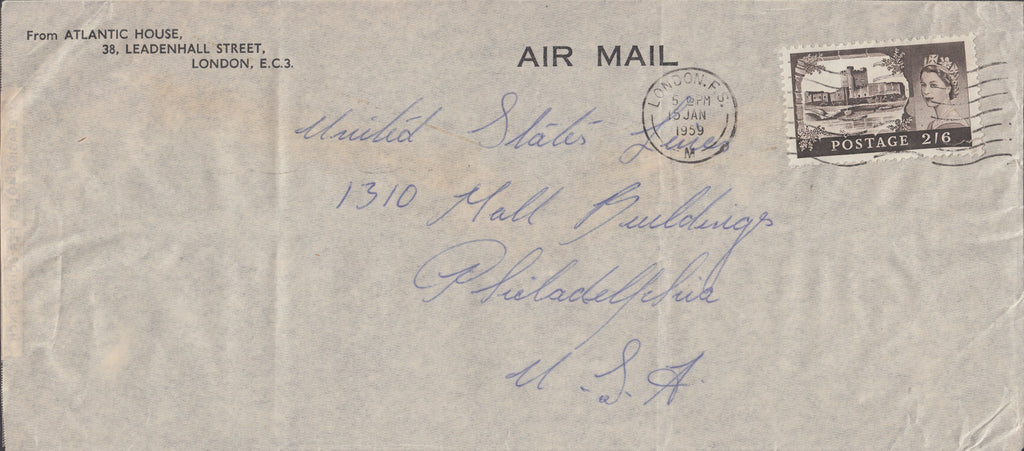 From ATLANTIC HOUSE,
38, LEADENHALL STREET,
LONDON, E.C.3.
AIR MAIL
LONDON. F.S.
5 PM
15 JAN
1959
M
POSTAGE 2/6
United States Lines
1310 Mall Buildings
Philadelphia
U.S.A.